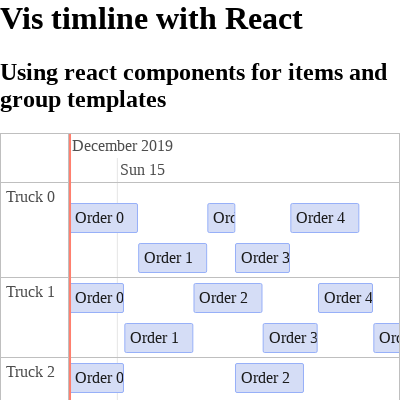 Vis timline with React
Using react components for items and
group templates
December 2019
Sun 15
Truck 0
Order 0
Order 4
Order 1
Order 3
Truck 1
Order 0
Order 2
Order 4
Order 1
Order 3
Truck 2
Order 0
Order 2